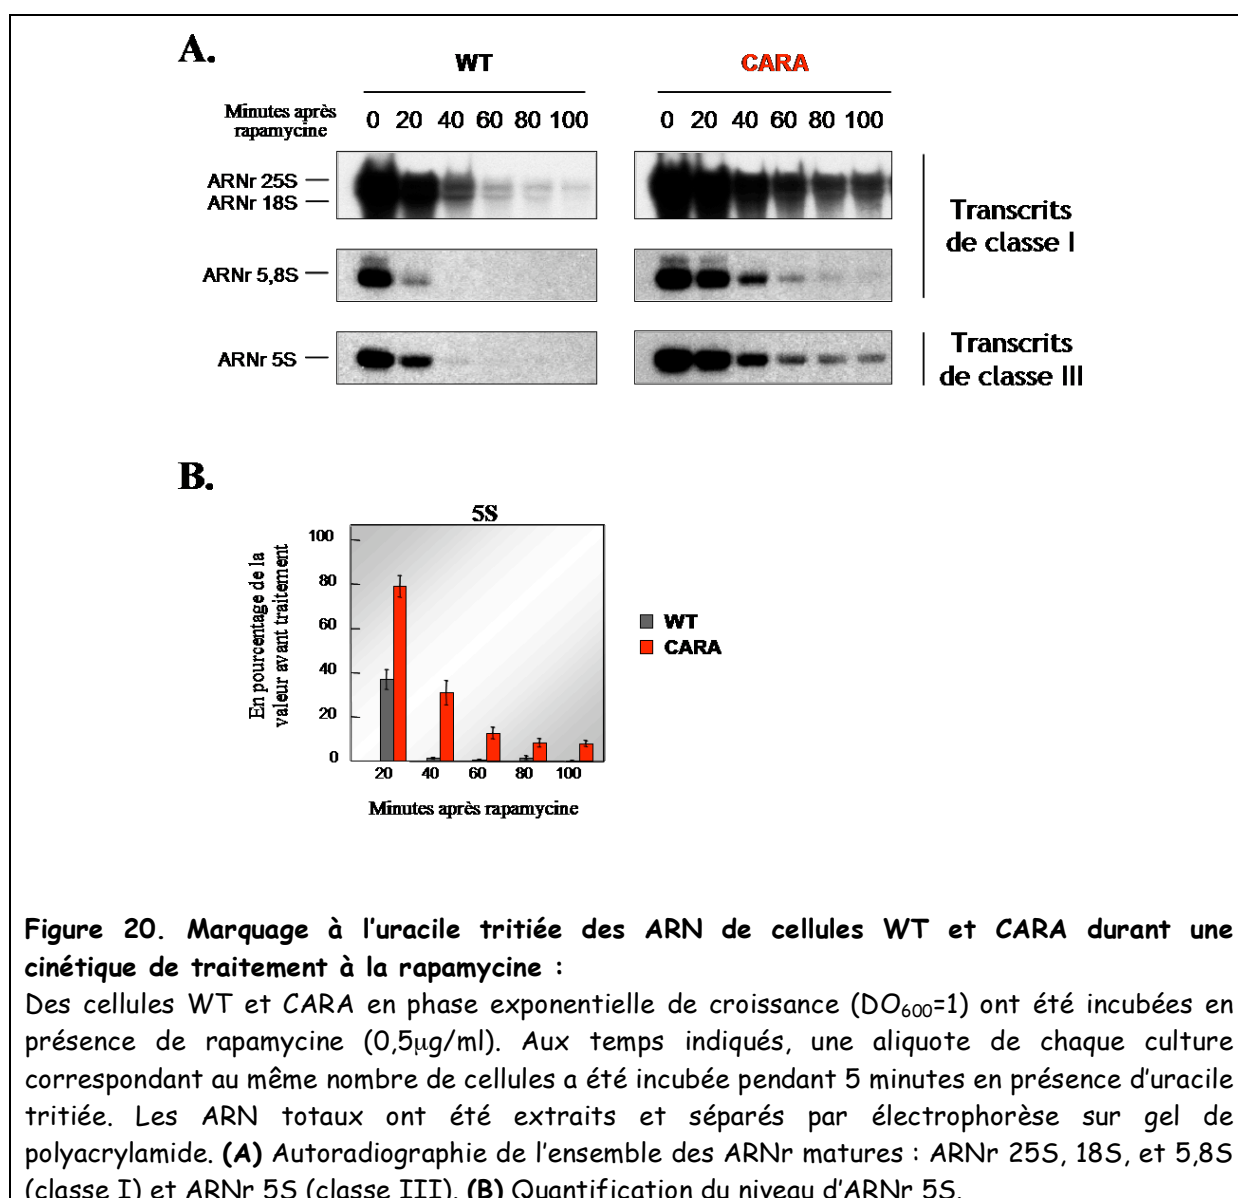 A.
WT
CARA
Minutes après
rapamycine
0 20 40 60 80 100
0 20 40 60 80 100
ARNr 25S
ARNr 18S
Transcrits
de classe I
ARNr 5,8S
ARNr 5S
Transcrits
de classe III
B.
5S
En pourcentage de la
valeur avant traitement
100
80
60
40
20
0
20 40 60 80 100
Minutes après rapamycine
WT
CARA
Figure 20. Marquage à l'uracile tritiée des ARN de cellules WT et CARA durant une
cinétique de traitement à la rapamycine :
Des cellules WT et CARA en phase exponentielle de croissance (DO₆₀₀=1) ont été incubées en
présence de rapamycine (0,5μg/ml). Aux temps indiqués, une aliquote de chaque culture
correspondant au même nombre de cellules a été incubée pendant 5 minutes en présence d'uracile
tritiée. Les ARN totaux ont été extraits et séparés par électrophorèse sur gel de
polyacrylamide. (A) Autoradiographie de l'ensemble des ARNr matures : ARNr 25S, 18S, et 5,8S
(classe I) et ARNr 5S (classe III). (B) Quantification du niveau d'ARNr 5S.